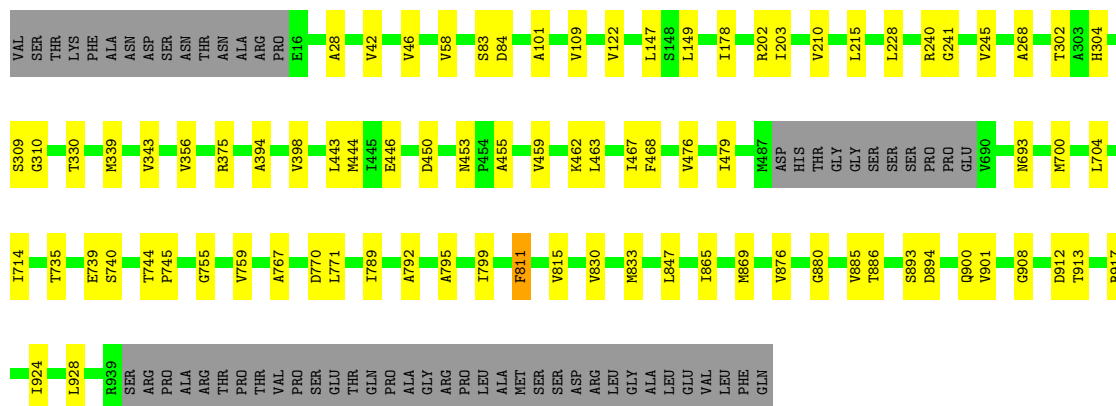 VAL SER THR LYS PHE ALA ASN ASP SER ASN THR ASN ALA ARG PRO E16 A28 V42 V46 V58 S83 D84 A101 V109 V122 L147 S148 L149 I178 R202 I203 V210 L215 L228 R240 G241 V245 A268 T302 A303 H304
S309 G310 T330 M339 V343 V356 R375 A394 V398 L443 M444 I445 E446 D450 N453 P454 A455 V459 K462 L463 I467 F468 V476 I479 M487 ASP HIS THR GLY GLY SER SER SER PRO PRO GLU V690 N693 M700 L704
I714 T735 E739 S740 T744 P745 G755 V759 A767 D770 L771 I789 A792 A795 I799 F811 V815 V830 M833 L847 I865 M869 V876 G880 V885 T886 S893 D894 Q900 V901 G908 D912 T913 R917
I924 L928 R939 SER ARG PRO ALA ARG THR PRO THR VAL PRO SER GLU THR GLN PRO ALA GLY ARG PRO LEU ALA MET SER SER ASP ARG LEU GLY ALA LEU GLU VAL LEU PHE GLN